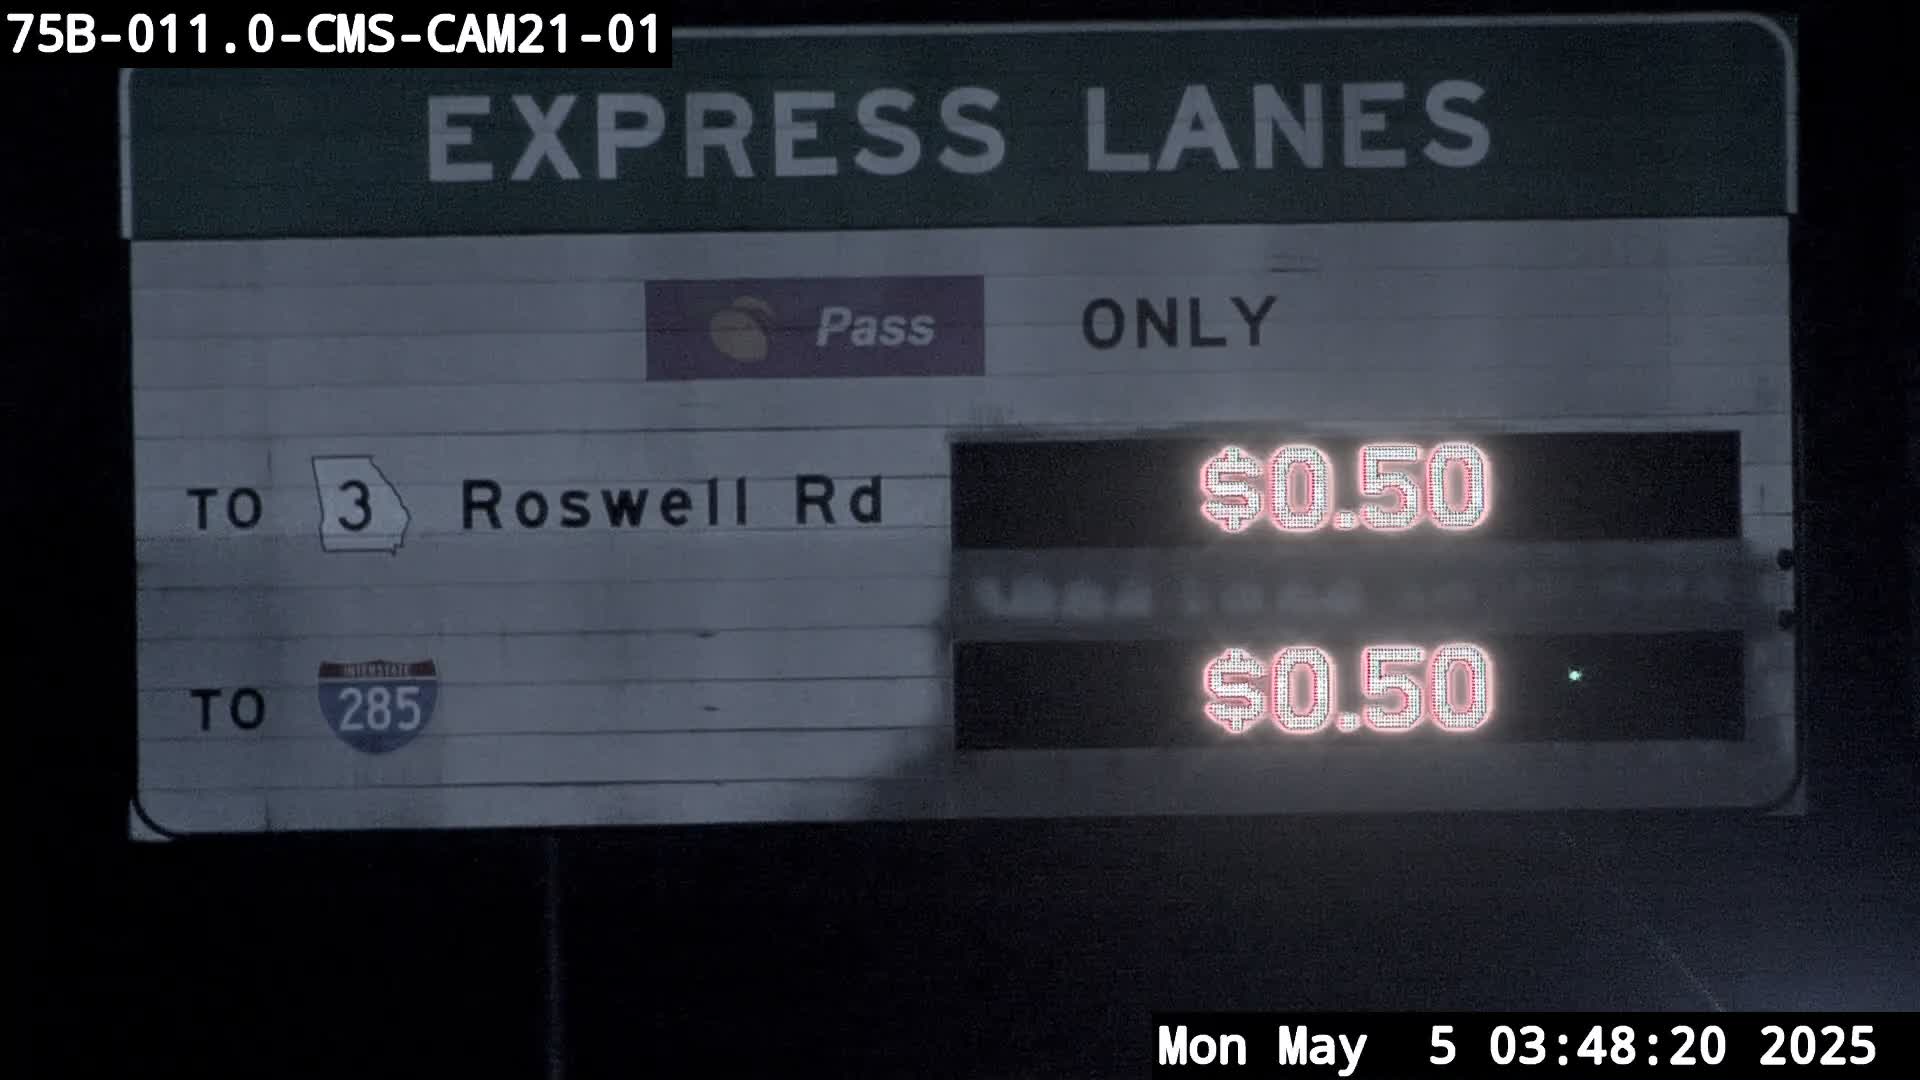 75B-011.0-CMS-CAM21-01
EXPRESS LANES
Pass ONLY
TO 3 Roswell Rd $0.50
TO INTERSTATE 285 $0.50
Mon May 5 03:48:20 2025